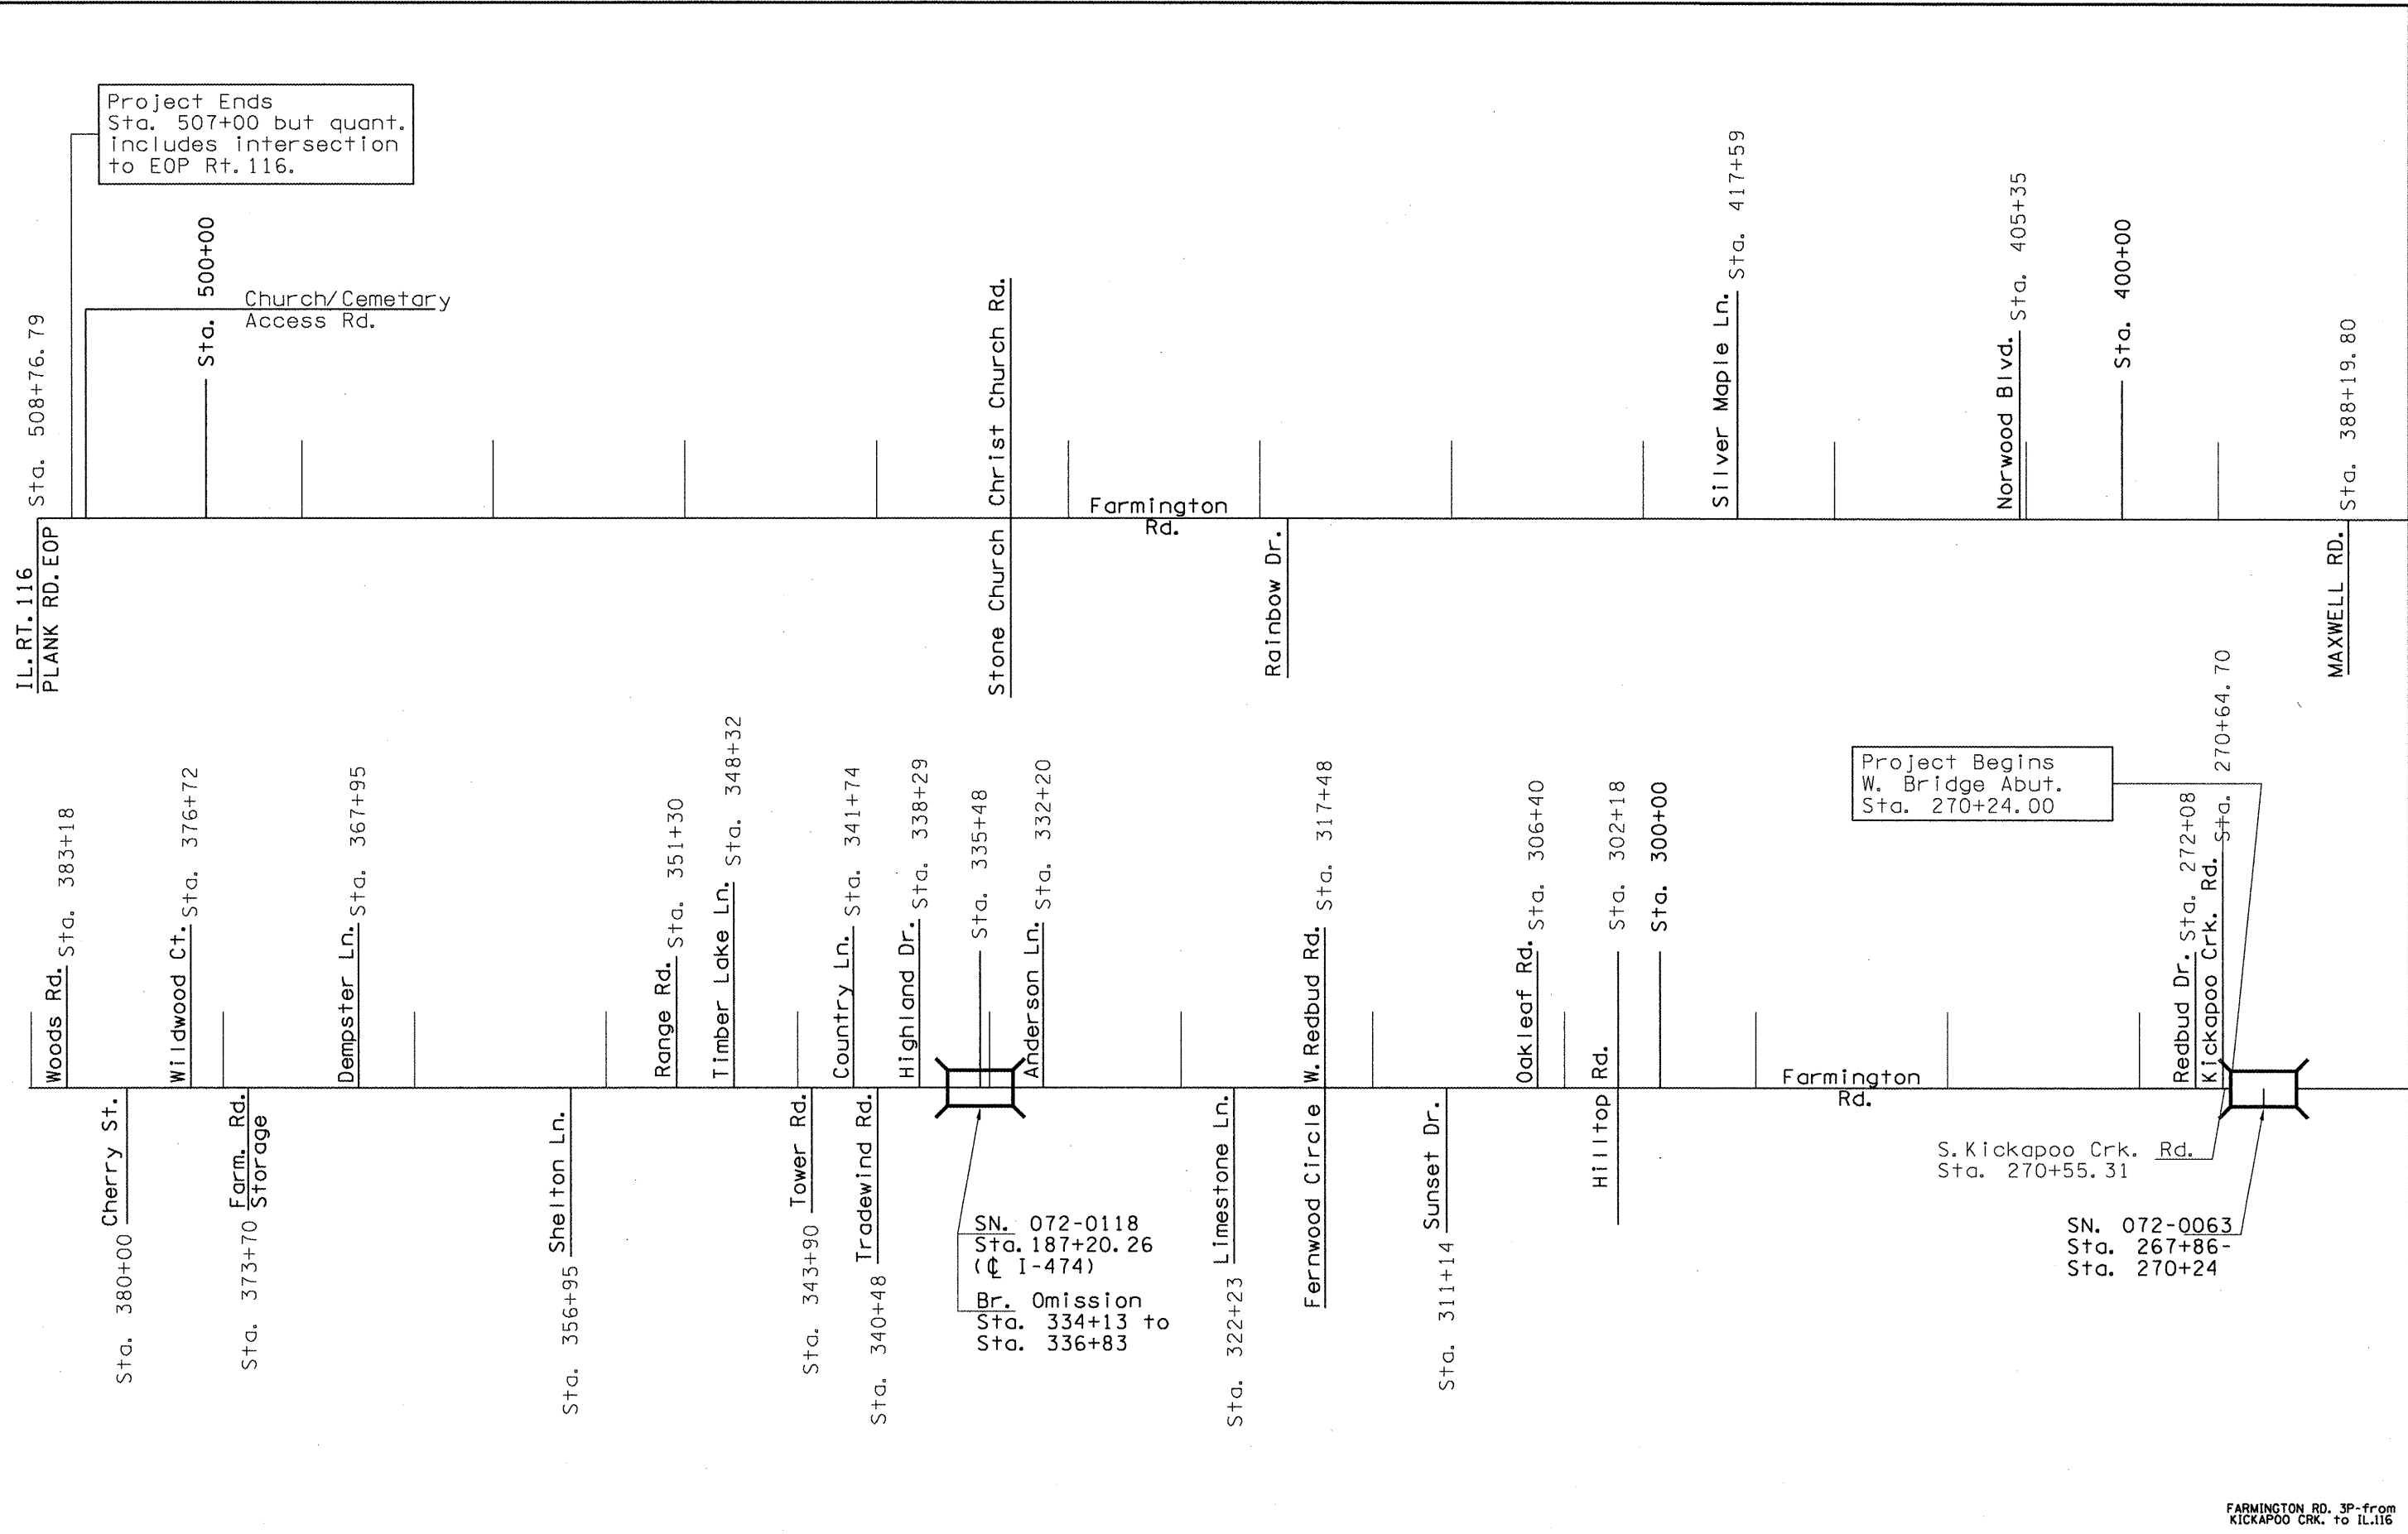 Project Ends
Sta. 507+00 but quant.
includes intersection
to EOP Rt. 116.
Sta. 508+76.79
Sta. 500+00
Church/Cemetary
Access Rd.
Christ Church Rd.
Silver Maple Ln. Sta. 417+59
Norwood Blvd. Sta. 405+35
Sta. 400+00
Sta. 388+19.80
Farmington
Rd.
IL. RT. 116
PLANK RD. EOP
Stone Church
Rainbow Dr.
MAXWELL RD.
Woods Rd. Sta. 383+18
Wildwood Ct. Sta. 376+72
Dempster Ln. Sta. 367+95
Range Rd. Sta. 351+30
Timber Lake Ln. Sta. 348+32
Country Ln. Sta. 341+74
Highland Dr. Sta. 338+29
Sta. 335+48
Anderson Ln. Sta. 332+20
W. Redbud Rd. Sta. 317+48
Oakleaf Rd. Sta. 306+40
Sta. 302+18
Sta. 300+00
Project Begins
W. Bridge Abut.
Sta. 270+24.00
Redbud Dr. Sta. 272+08
Kickapoo Crk. Rd. Sta. 270+64.70
Farmington
Rd.
Sta. 380+00 Cherry St.
Sta. 373+70 Farm. Rd.
Storage
Sta. 356+95 Shelton Ln.
Sta. 343+90 Tower Rd.
Sta. 340+48 Tradewind Rd.
SN. 072-0118
Sta. 187+20.26
(℄ I-474)
Br. Omission
Sta. 334+13 to
Sta. 336+83
Sta. 322+23 Limestone Ln.
Fernwood Circle
Sta. 311+14 Sunset Dr.
Hilltop Rd.
S. Kickapoo Crk. Rd.
Sta. 270+55.31
SN. 072-0063
Sta. 267+86-
Sta. 270+24
FARMINGTON RD. 3P-from
KICKAPOO CRK. to IL.116